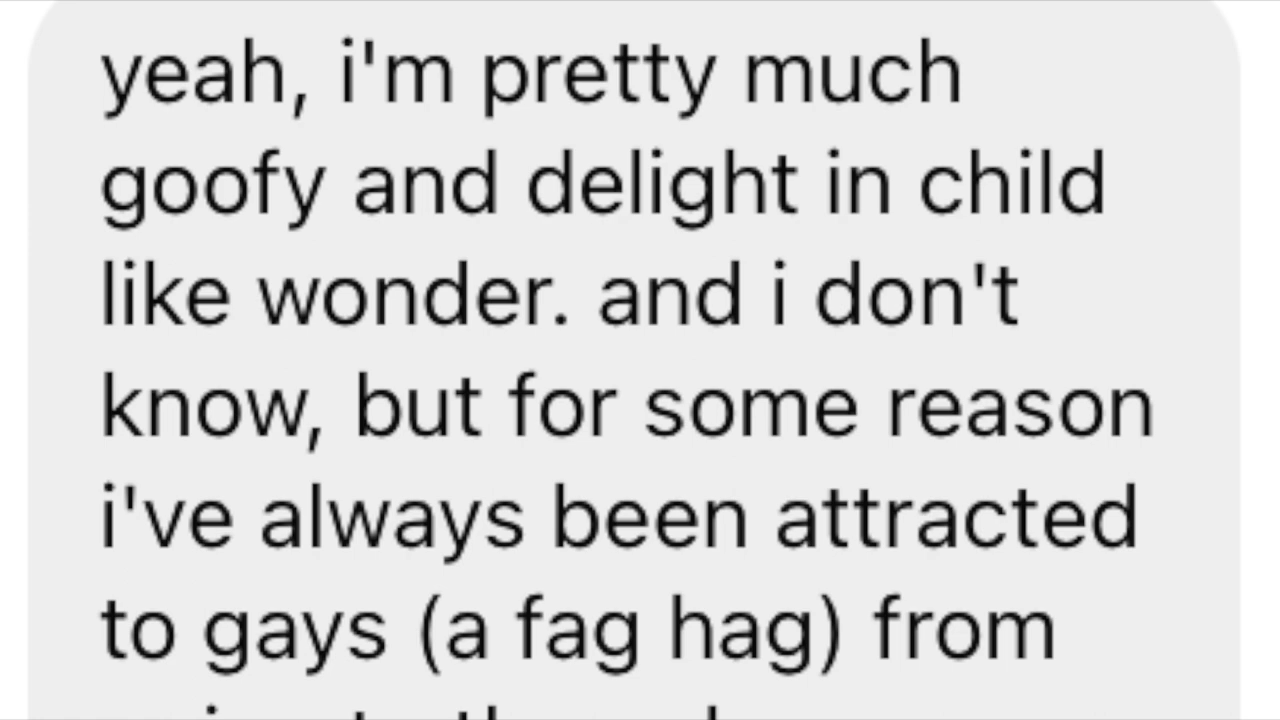 yeah, i'm pretty much
goofy and delight in child
like wonder. and i don't
know, but for some reason
i've always been attracted
to gays (a fag hag) from